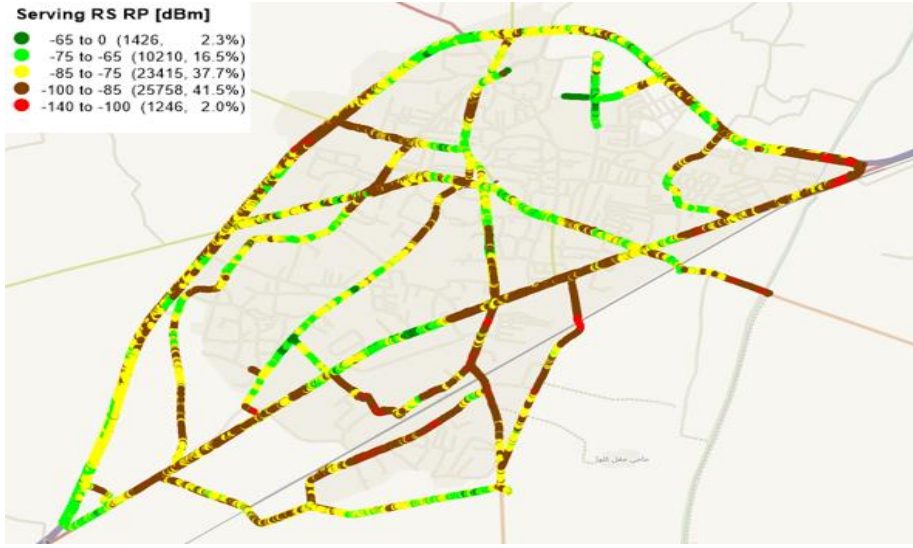 Serving RS RP [dBm]
-65 to 0 (1426, 2.3%)
-75 to -65 (10210, 16.5%)
-85 to -75 (23415, 37.7%)
-100 to -85 (25758, 41.5%)
-140 to -100 (1246, 2.0%)